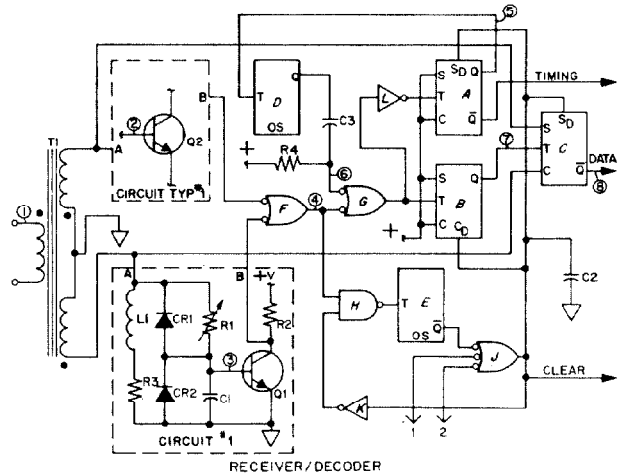 5
Q
T D
OS
S
SD Q
T A
C Q
TIMING
L
2
B
Q2
A
CIRCUIT TYP #1
T1
1
C3
R4
+
6
4
F
G
+
S Q
T B
C CD
7
SD
S
T C
C Q
DATA
8
C2
A
B
+V
L1
CR1
R1
R2
R3
CR2
C1
3
Q1
CIRCUIT #1
H
T E
OS
Q
J
K
1
2
CLEAR
RECEIVER/DECODER